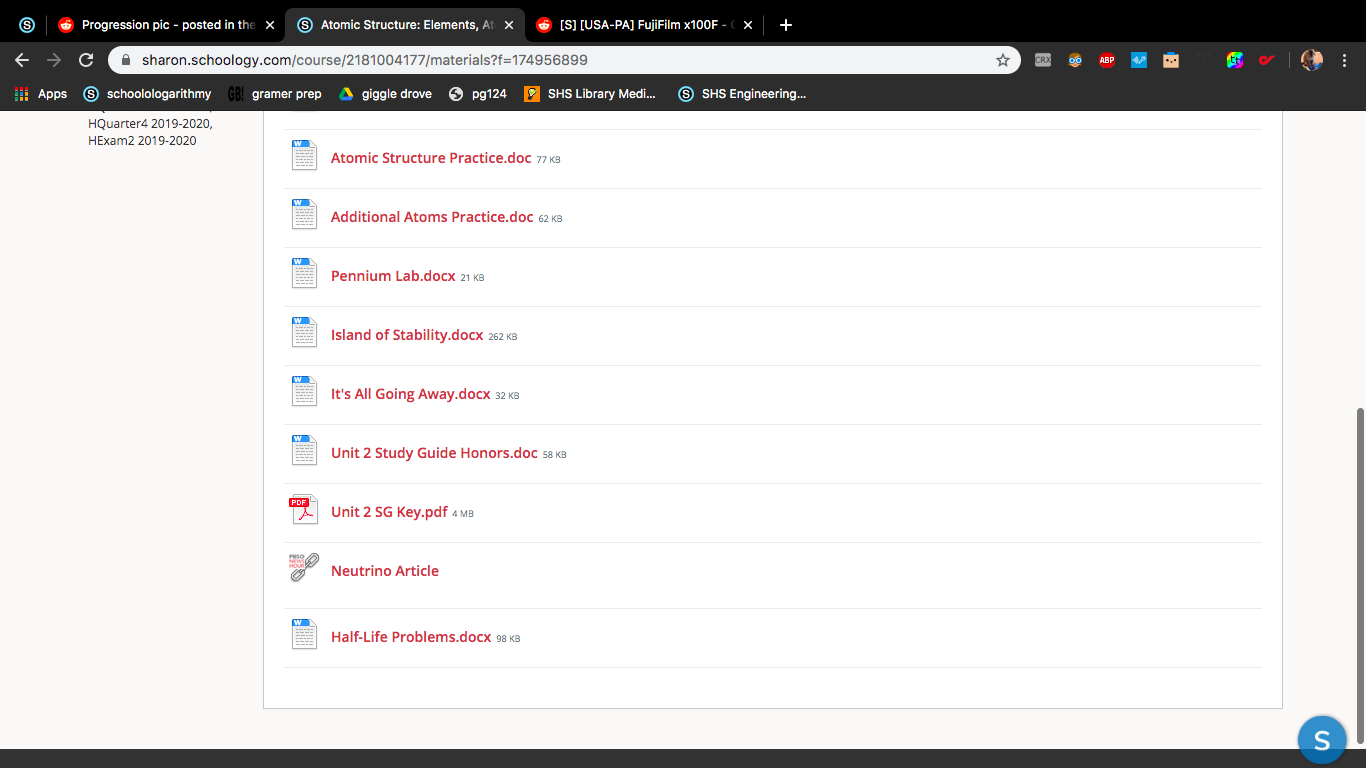 Progression pic - posted in the
Atomic Structure: Elements, At
[S] [USA-PA] FujiFilm x100F -
sharon.schoology.com/course/2181004177/materials?f=174956899
CRX
ABP
Apps
schoolologarithmy
GB!
gramer prep
giggle drove
pg124
SHS Library Medi...
SHS Engineering...
HQuarter4 2019-2020,
HExam2 2019-2020
Atomic Structure Practice.doc 77 KB
Additional Atoms Practice.doc 62 KB
Pennium Lab.docx 21 KB
Island of Stability.docx 262 KB
It's All Going Away.docx 32 KB
Unit 2 Study Guide Honors.doc 58 KB
PDF
Unit 2 SG Key.pdf 4 MB
Neutrino Article
Half-Life Problems.docx 98 KB
S